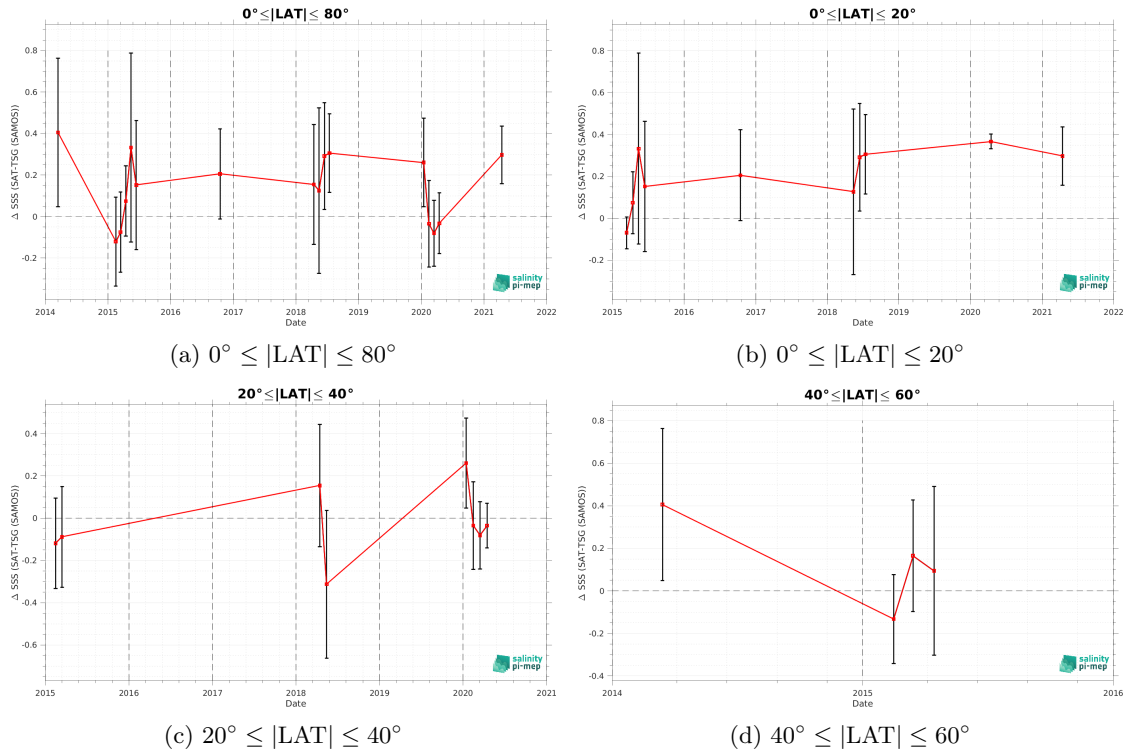 0°≤|LAT|≤ 80°
Δ SSS (SAT-TSG (SAMOS))
0.8
0.6
0.4
0.2
0
-0.2
2014 2015 2016 2017 2018 2019 2020 2021 2022
Date
salinity
pi-mep
(a) 0° ≤ |LAT| ≤ 80°
0°≤|LAT|≤ 20°
Δ SSS (SAT-TSG (SAMOS))
0.8
0.6
0.4
0.2
0
-0.2
2015 2016 2017 2018 2019 2020 2021 2022
Date
salinity
pi-mep
(b) 0° ≤ |LAT| ≤ 20°
20°≤|LAT|≤ 40°
Δ SSS (SAT-TSG (SAMOS))
0.4
0.2
0
-0.2
-0.4
-0.6
2015 2016 2017 2018 2019 2020 2021
Date
salinity
pi-mep
(c) 20° ≤ |LAT| ≤ 40°
40°≤|LAT|≤ 60°
Δ SSS (SAT-TSG (SAMOS))
0.8
0.6
0.4
0.2
0
-0.2
-0.4
2014 2015 2016
Date
salinity
pi-mep
(d) 40° ≤ |LAT| ≤ 60°